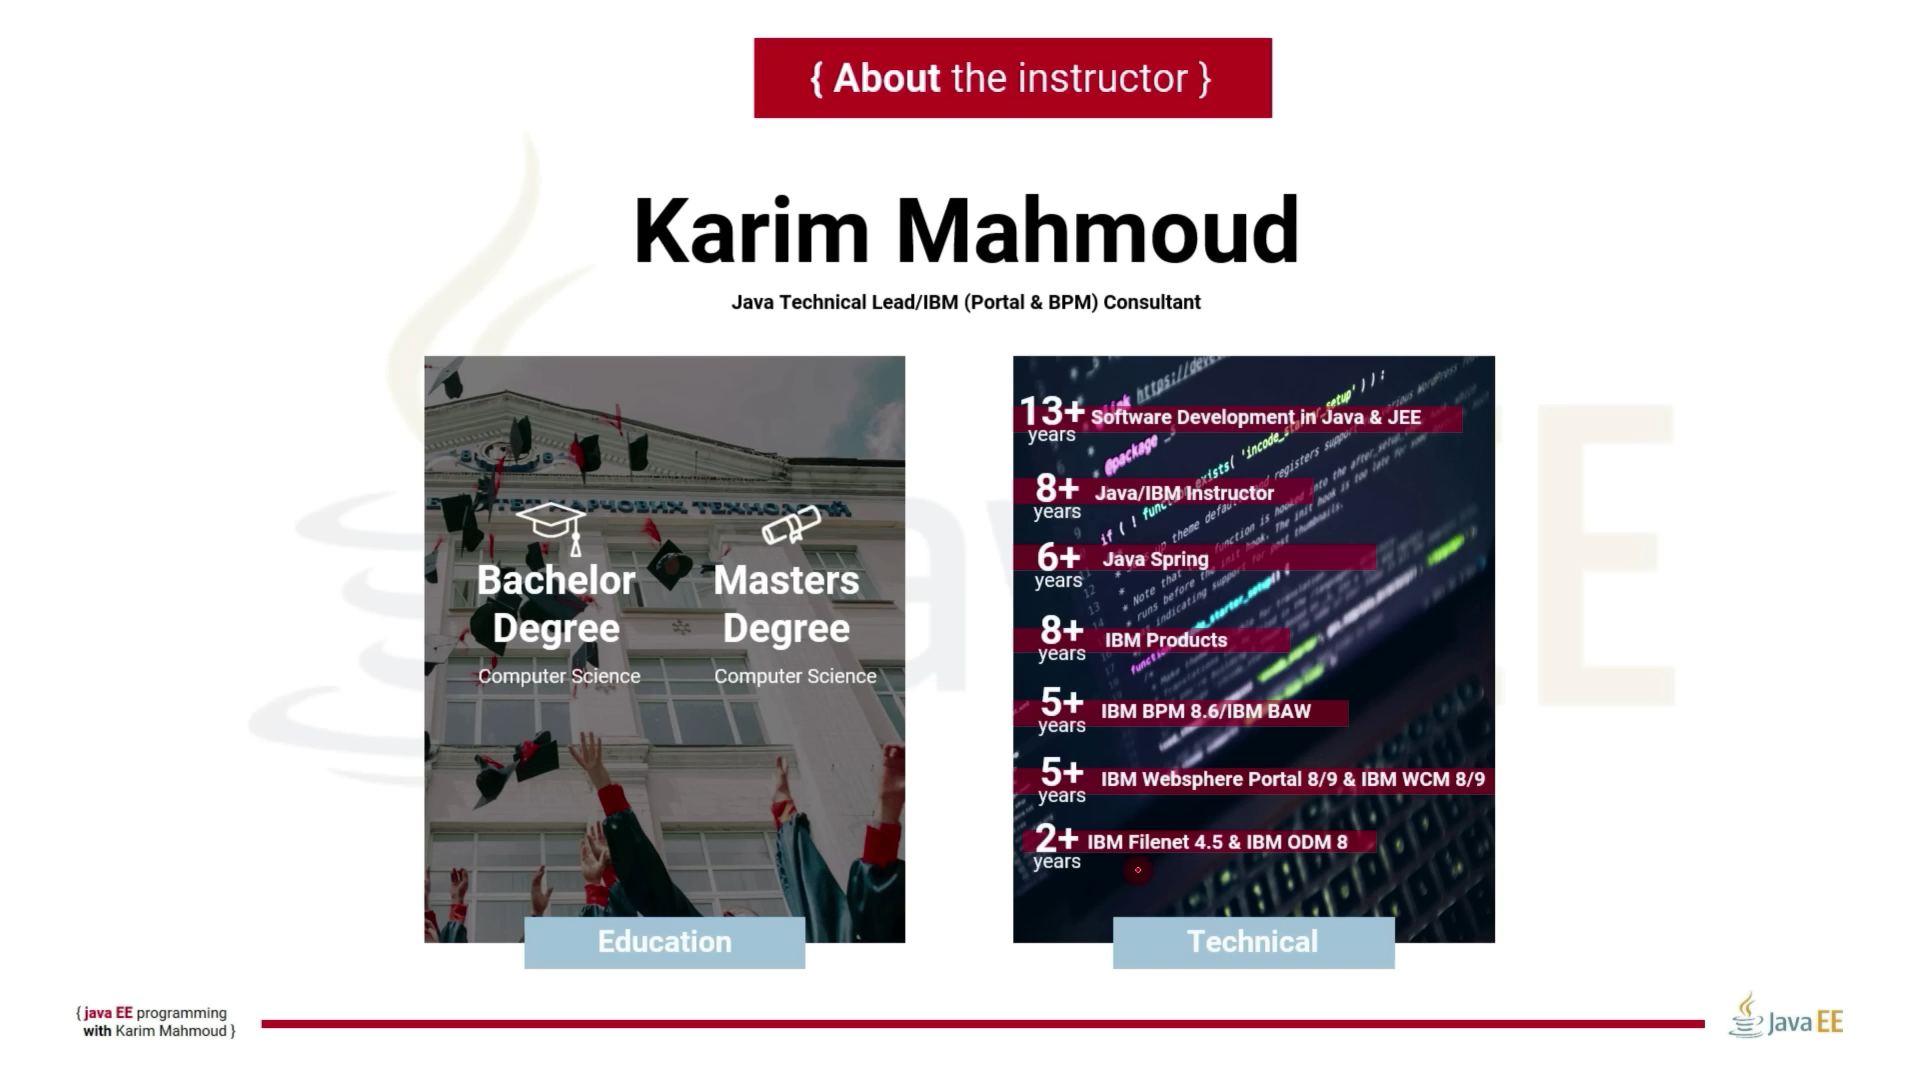 { About the instructor }
Karim Mahmoud
Java Technical Lead/IBM (Portal & BPM) Consultant
Bachelor
Degree
Computer Science
Masters
Degree
Computer Science
Education
13+
years
Software Development in Java & JEE
8+
years
Java/IBM Instructor
6+
years
Java Spring
8+
years
IBM Products
5+
years
IBM BPM 8.6/IBM BAW
5+
years
IBM Websphere Portal 8/9 & IBM WCM 8/9
2+
years
IBM Filenet 4.5 & IBM ODM 8
Technical
{ java EE programming
with Karim Mahmoud }
Java EE